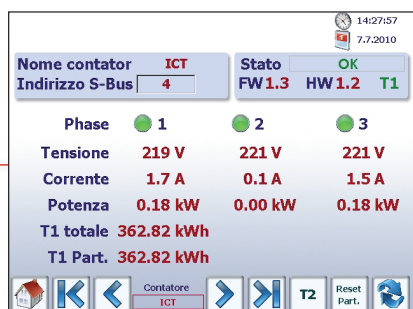 14:27:57
7.7.2010
Nome contator ICT
Indirizzo S-Bus 4
Stato OK
FW 1.3 HW 1.2 T1
Phase 1 2 3
Tensione 219 V 221 V 221 V
Corrente 1.7 A 0.1 A 1.5 A
Potenza 0.18 kW 0.00 kW 0.18 kW
T1 totale 362.82 kWh
T1 Part. 362.82 kWh
Contatore
ICT
T2
Reset
Part.